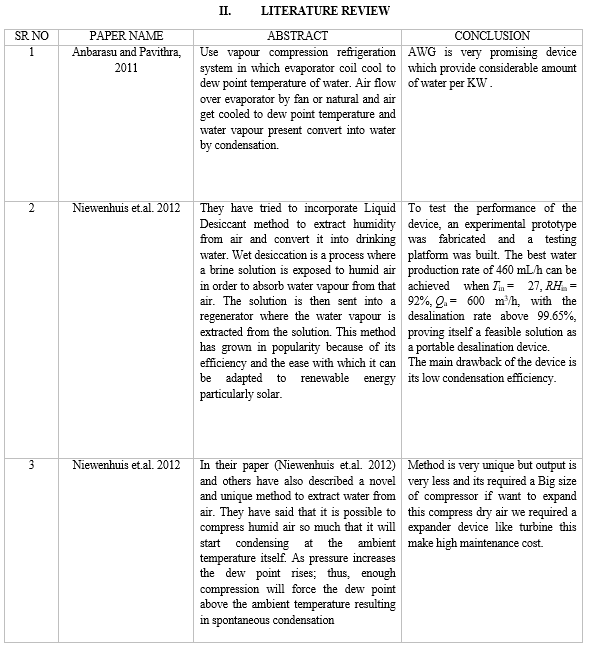 II. LITERATURE REVIEW
SR NO PAPER NAME ABSTRACT CONCLUSION
1
Anbarasu and Pavithra,
2011
Use vapour compression refrigeration
system in which evaporator coil cool to
dew point temperature of water. Air flow
over evaporator by fan or natural and air
get cooled to dew point temperature and
water vapour present convert into water
by condensation.
AWG is very promising device
which provide considerable amount
of water per KW .
2
Niewenhuis et.al. 2012
They have tried to incorporate Liquid
Desiccant method to extract humidity
from air and convert it into drinking
water. Wet desiccation is a process where
a brine solution is exposed to humid air
in order to absorb water vapour from that
air. The solution is then sent into a
regenerator where the water vapour is
extracted from the solution. This method
has grown in popularity because of its
efficiency and the ease with which it can
be adapted to renewable energy
particularly solar.
To test the performance of the
device, an experimental prototype
was fabricated and a testing
platform was built. The best water
production rate of 460 mL/h can be
achieved when Tin = 27, RHin =
92%, Qa = 600 m³/h, with the
desalination rate above 99.65%,
proving itself a feasible solution as
a portable desalination device.
The main drawback of the device is
its low condensation efficiency.
3
Niewenhuis et.al. 2012
In their paper (Niewenhuis et.al. 2012)
and others have also described a novel
and unique method to extract water from
air. They have said that it is possible to
compress humid air so much that it will
start condensing at the ambient
temperature itself. As pressure increases
the dew point rises; thus, enough
compression will force the dew point
above the ambient temperature resulting
in spontaneous condensation
Method is very unique but output is
very less and its required a Big size
of compressor if want to expand
this compress dry air we required a
expander device like turbine this
make high maintenance cost.